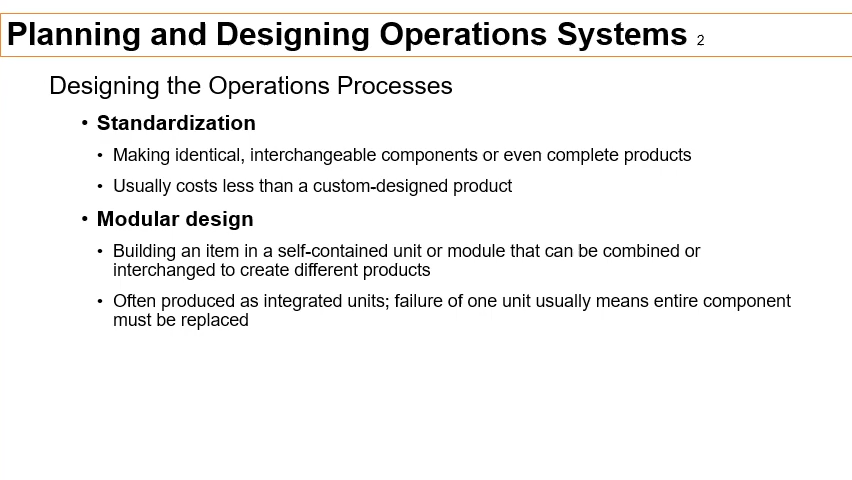 Planning and Designing Operations Systems 2
Designing the Operations Processes
• Standardization
• Making identical, interchangeable components or even complete products
• Usually costs less than a custom-designed product
• Modular design
• Building an item in a self-contained unit or module that can be combined or
interchanged to create different products
• Often produced as integrated units; failure of one unit usually means entire component
must be replaced